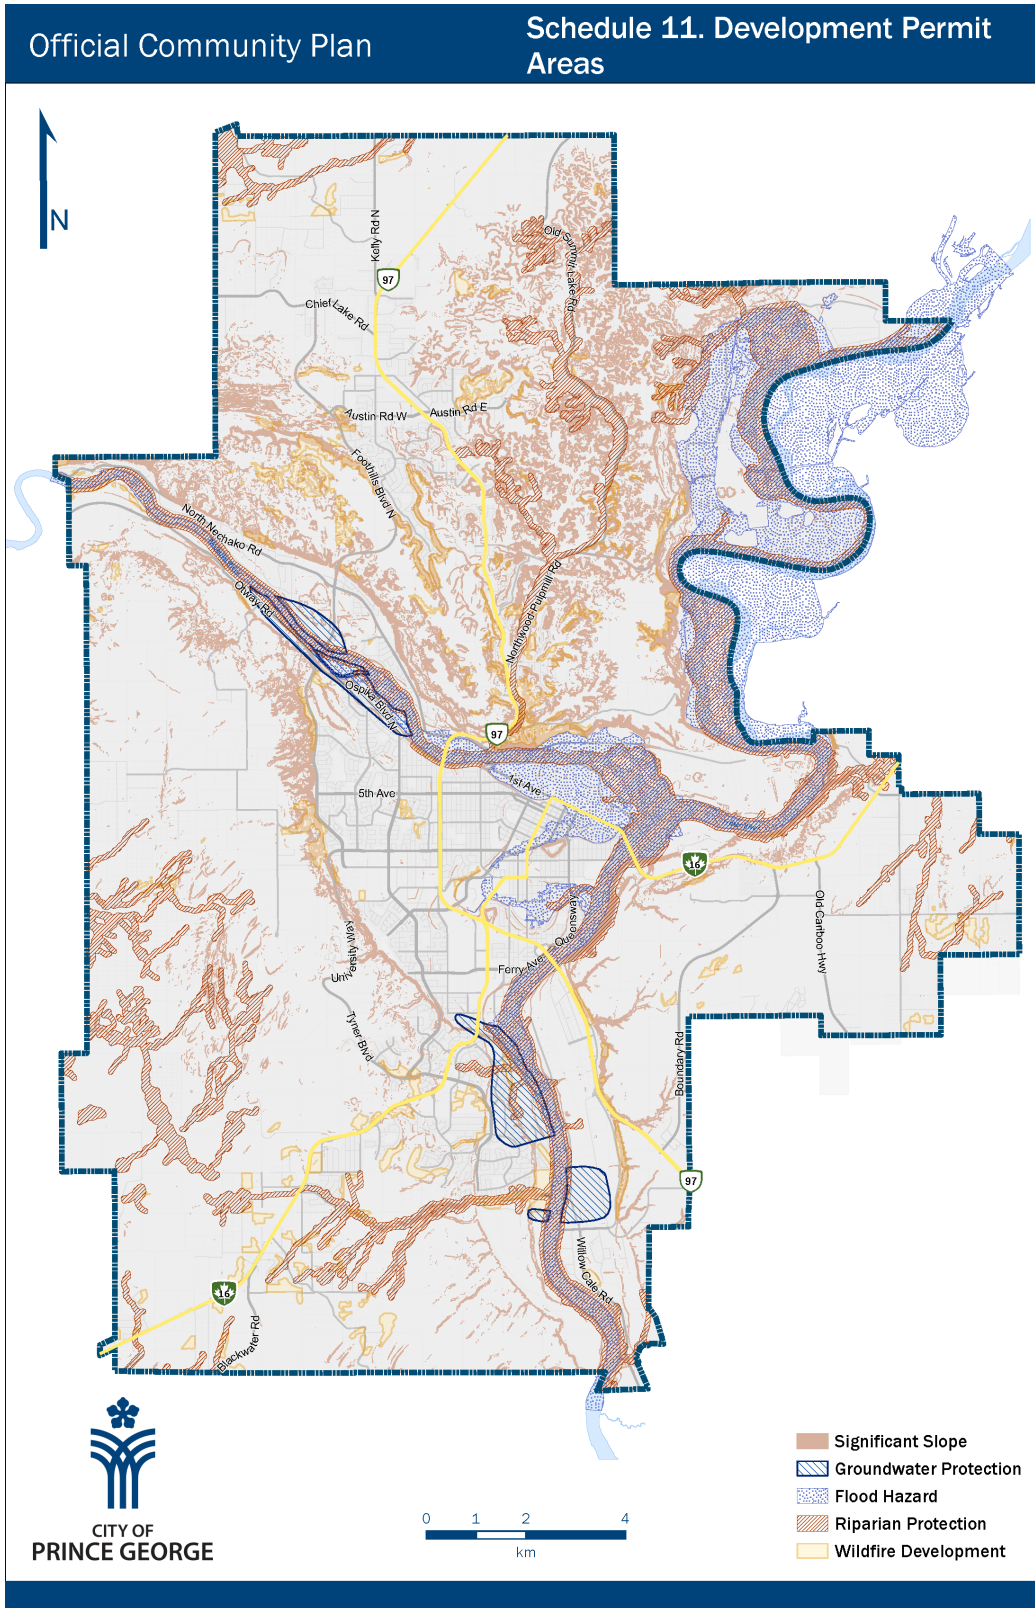 Official Community Plan
Schedule 11. Development Permit
Areas
N
Kelly Rd N
Old Summit Lake Rd
97
Chief Lake Rd
Austin Rd W
Austin Rd E
Foothills Blvd N
North Nechako Rd
Otway Rd
Northwood Pulpmill Rd
Ospika Blvd N
97
1st Ave
5th Ave
16
Old Cariboo Hwy
Queensway
University Way
Ferry Ave
Tyner Blvd
Boundary Rd
97
Willow Cale Rd
16
Blackwater Rd
CITY OF
PRINCE GEORGE
0 1 2 4
km
Significant Slope
Groundwater Protection
Flood Hazard
Riparian Protection
Wildfire Development